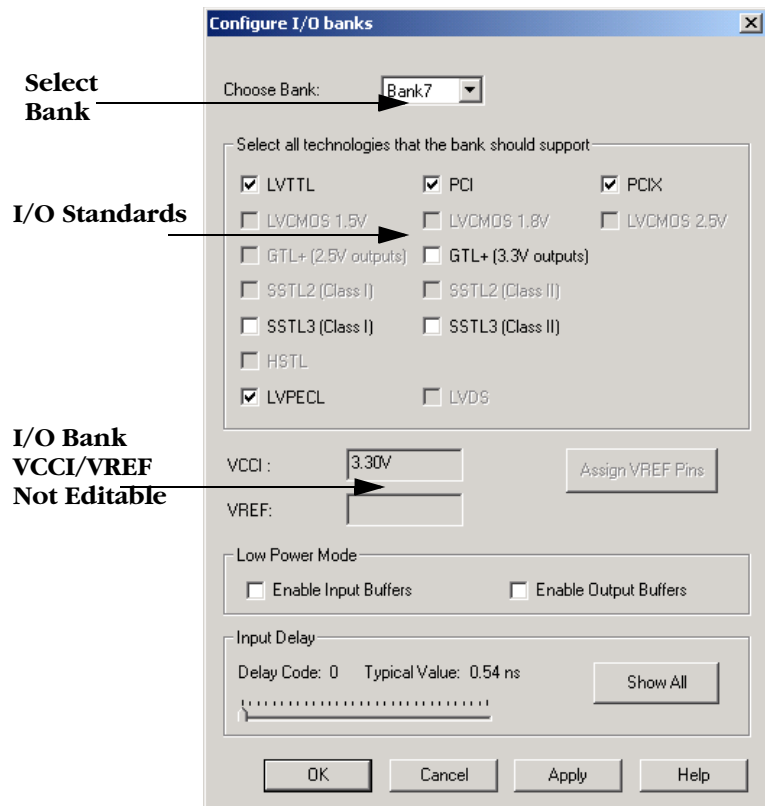 Configure I/O banks
Select
Bank
Choose Bank: Bank7
Select all technologies that the bank should support
I/O Standards
LVTTL PCI PCIX
LVCMOS 1.5V LVCMOS 1.8V LVCMOS 2.5V
GTL+ (2.5V outputs) GTL+ (3.3V outputs)
SSTL2 (Class I) SSTL2 (Class II)
SSTL3 (Class I) SSTL3 (Class II)
HSTL
LVPECL LVDS
I/O Bank
VCCI/VREF
Not Editable
VCCI : 3.30V Assign VREF Pins
VREF:
Low Power Mode
Enable Input Buffers Enable Output Buffers
Input Delay
Delay Code: 0 Typical Value: 0.54 ns
Show All
OK Cancel Apply Help